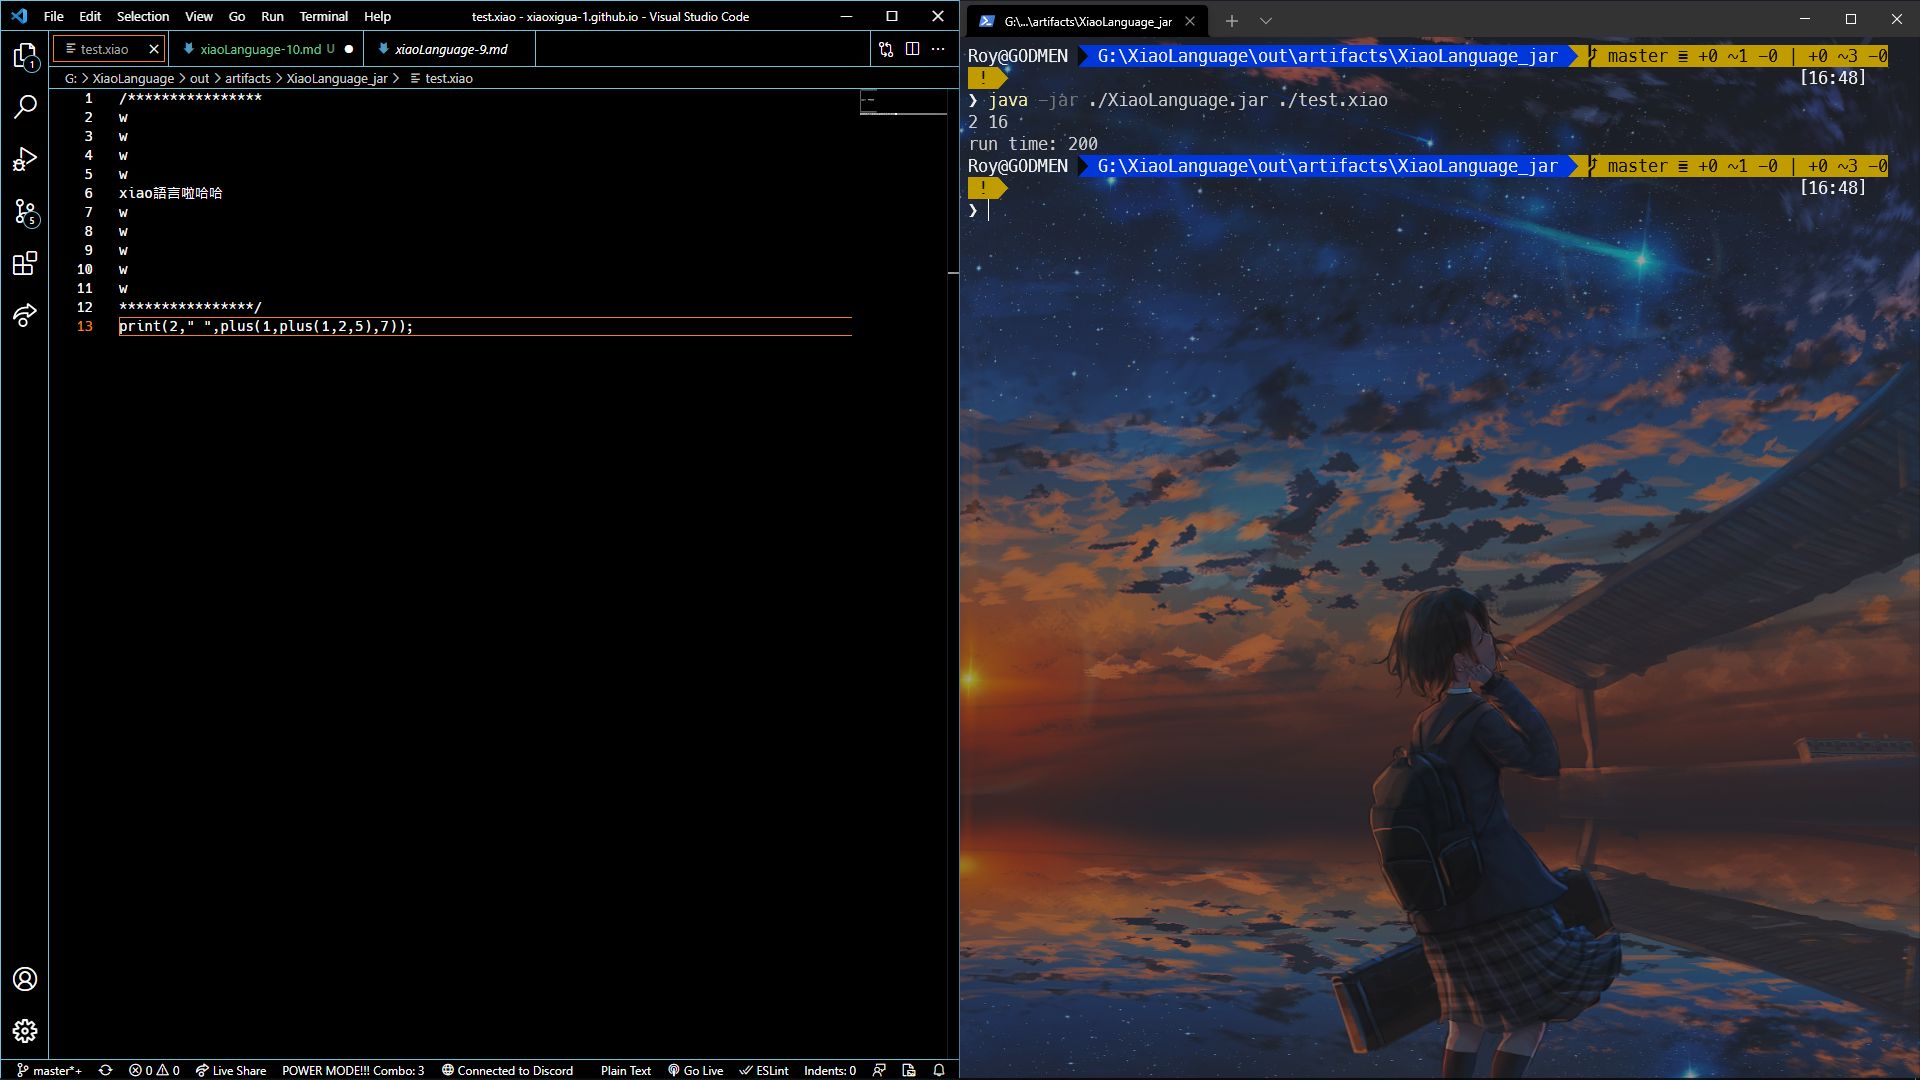 File Edit Selection View Go Run Terminal Help test.xiao - xiaoxigua-1.github.io - Visual Studio Code
test.xiao xiaoLanguage-10.md U xiaoLanguage-9.md
G: > XiaoLanguage > out > artifacts > XiaoLanguage_jar > test.xiao
1 /****************
2 w
3 w
4 w
5 w
6 xiao語言啦哈哈
7 w
8 w
9 w
10 w
11 w
12 ****************/
13 print(2," ",plus(1,plus(1,2,5),7));
1
5
master*+ 0 0 Live Share POWER MODE!!! Combo: 3 Connected to Discord Plain Text Go Live ESLint Indents: 0
G:\...\artifacts\XiaoLanguage_jar
Roy@GODMEN G:\XiaoLanguage\out\artifacts\XiaoLanguage_jar master ≡ +0 ~1 -0 | +0 ~3 -0
! [16:48]
❯ java -jar ./XiaoLanguage.jar ./test.xiao
2 16
run time: 200
Roy@GODMEN G:\XiaoLanguage\out\artifacts\XiaoLanguage_jar master ≡ +0 ~1 -0 | +0 ~3 -0
! [16:48]
❯